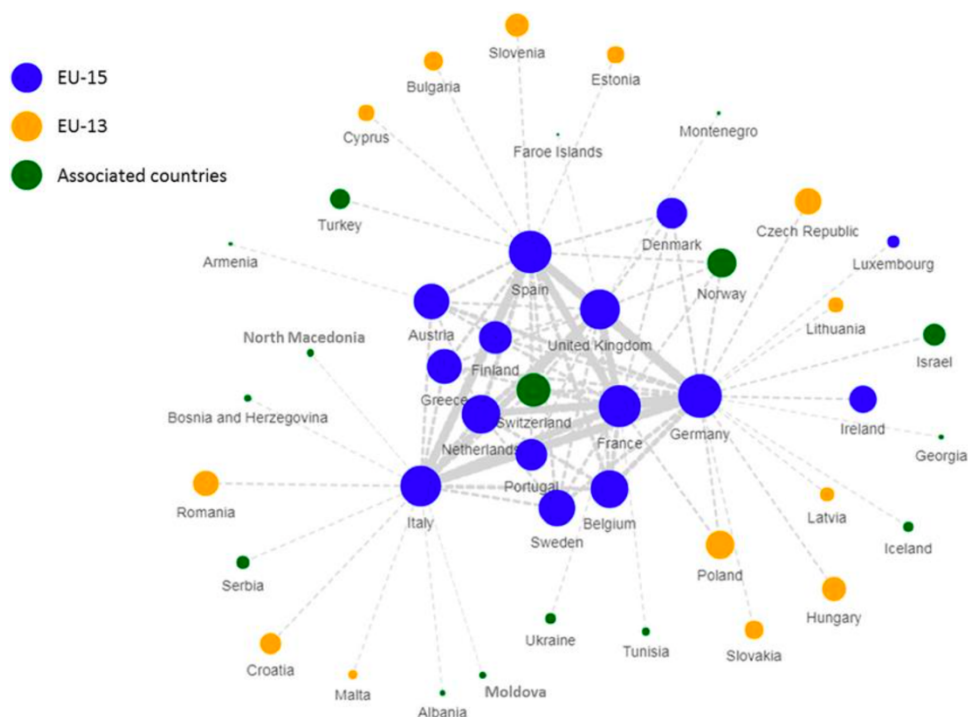 Slovenia
EU-15
Bulgaria
Estonia
EU-13
Cyprus
Faroe Islands
Montenegro
Associated countries
Turkey
Denmark
Czech Republic
Armenia
Luxembourg
Spain
Norway
Austria
United Kingdom
Lithuania
North Macedonia
Finland
Israel
Greece
Bosnia and Herzegovina
Switzerland
France
Germany
Ireland
Netherlands
Georgia
Portugal
Romania
Italy
Belgium
Latvia
Sweden
Iceland
Poland
Serbia
Hungary
Ukraine
Tunisia
Slovakia
Croatia
Malta
Moldova
Albania